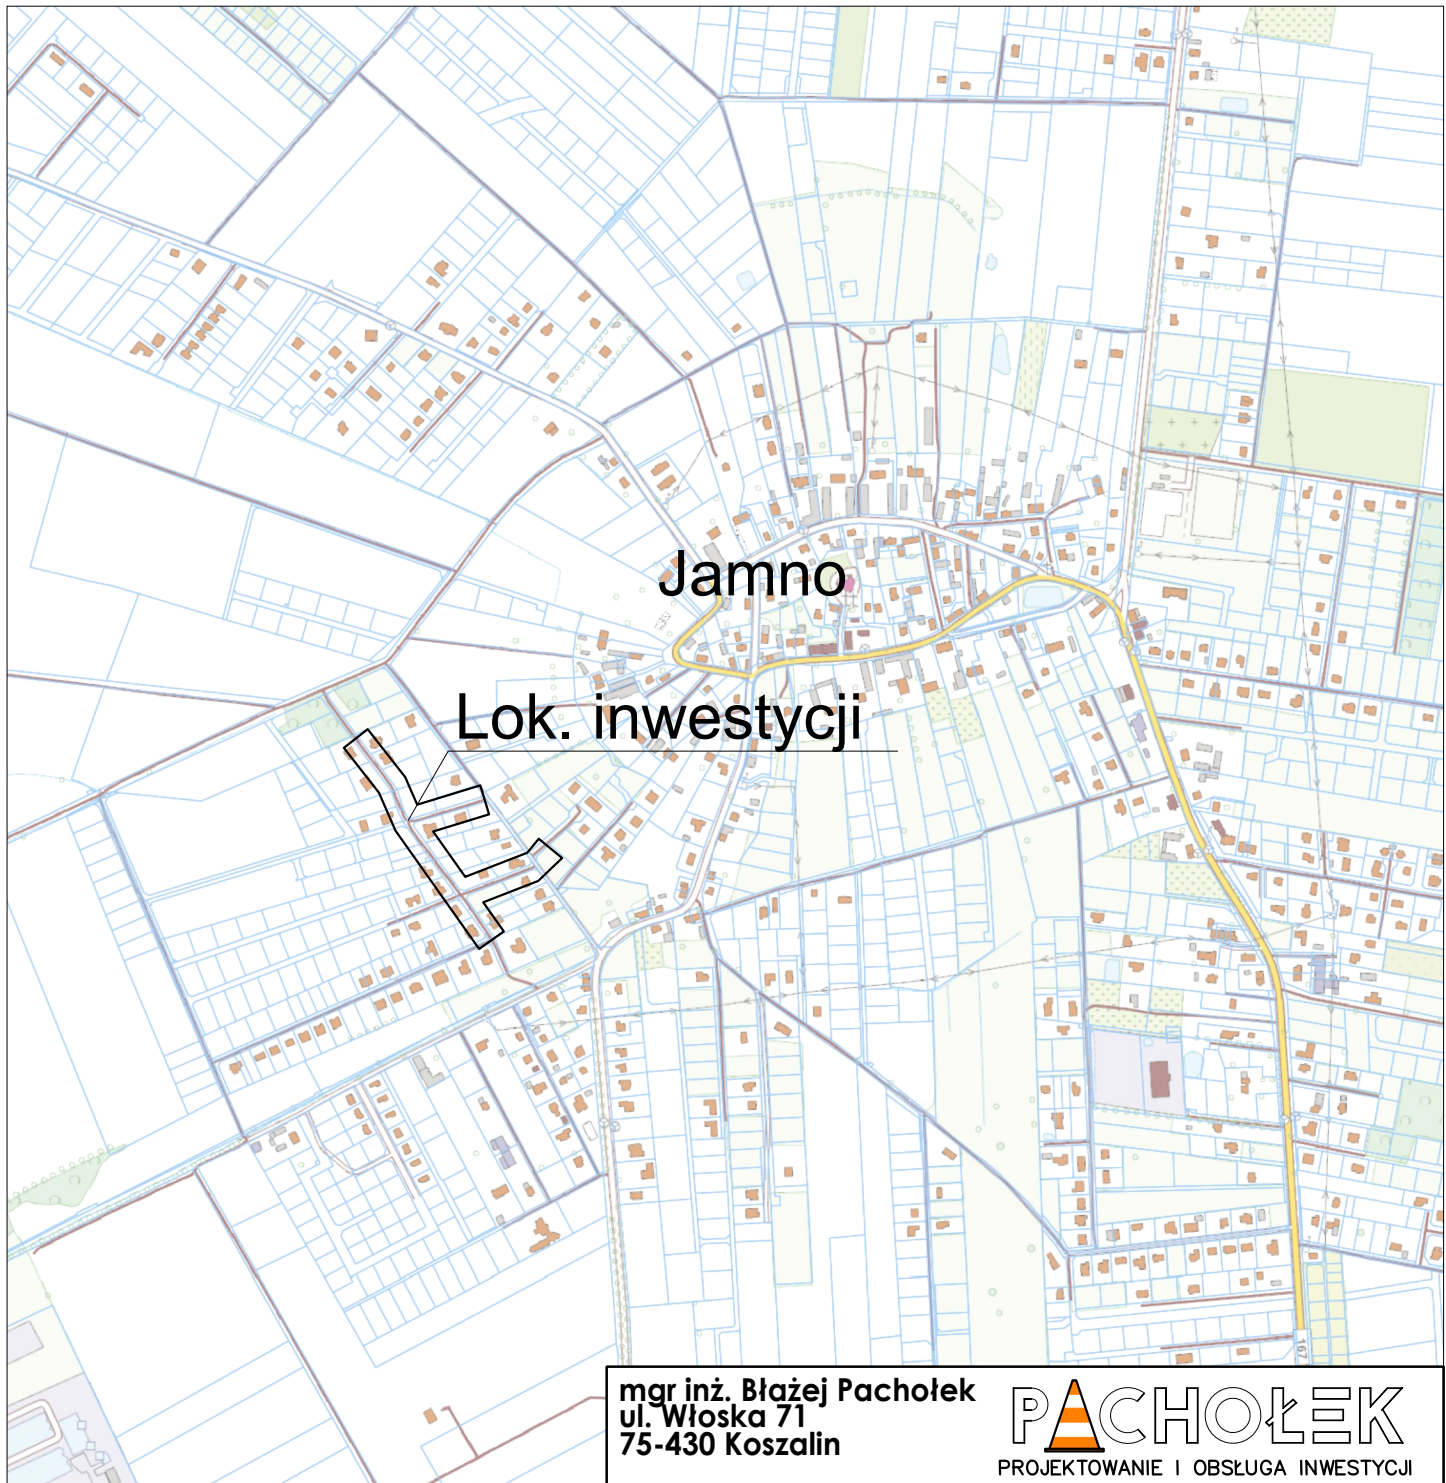 Jamno
Lok. inwestycji
167
mgr inż. Błażej Pachołek
ul. Włoska 71
75-430 Koszalin
PACHOŁEK
PROJEKTOWANIE I OBSŁUGA INWESTYCJI